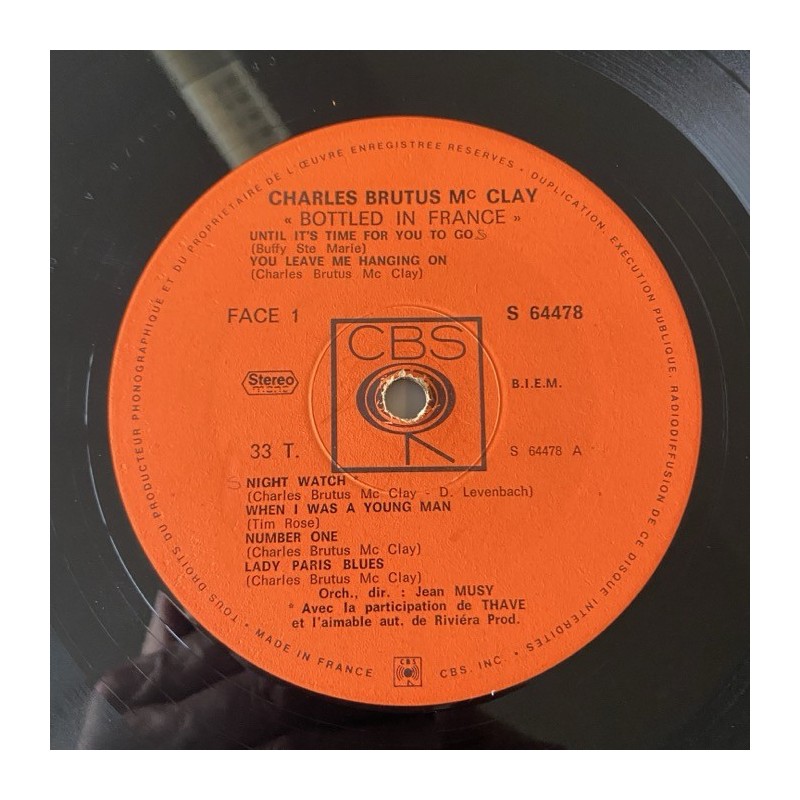 CHARLES BRUTUS Mc CLAY
« BOTTLED IN FRANCE »
UNTIL IT'S TIME FOR YOU TO GO
(Buffy Ste Marie)
YOU LEAVE ME HANGING ON
(Charles Brutus Mc Clay)
FACE 1
S 64478
CBS
Stereo
mono
B.I.E.M.
33 T.
S 64478 A
NIGHT WATCH
(Charles Brutus Mc Clay - D. Levenbach)
WHEN I WAS A YOUNG MAN
(Tim Rose)
NUMBER ONE
(Charles Brutus Mc Clay)
LADY PARIS BLUES
(Charles Brutus Mc Clay)
Orch., dir. : Jean MUSY
* Avec la participation de THAVE
et l'aimable aut. de Riviéra Prod.
• TOUS DROITS DU PRODUCTEUR PHONOGRAPHIQUE ET DU PROPRIETAIRE DE L'ŒUVRE ENREGISTREE RESERVES • DUPLICATION - EXECUTION PUBLIQUE, RADIODIFFUSION DE CE DISQUE INTERDITES •
MADE IN FRANCE
CBS
CBS. INC.